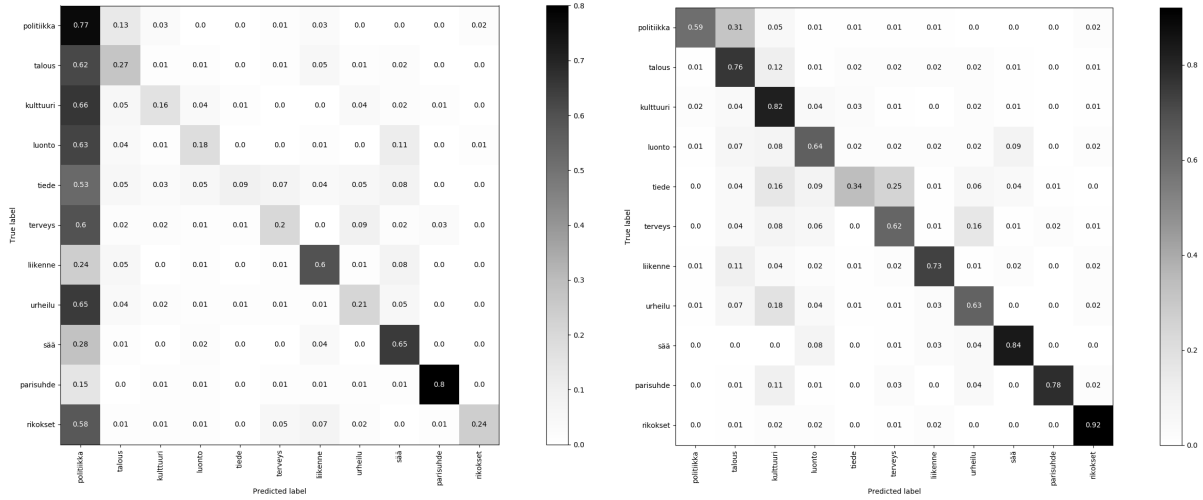 politiikka 0.77 0.13 0.03 0.0 0.0 0.0 0.03 0.0 0.0 0.0 0.02
talous 0.62 0.27 0.01 0.01 0.0 0.01 0.05 0.01 0.02 0.0 0.0
kulttuuri 0.66 0.05 0.16 0.04 0.01 0.0 0.0 0.04 0.02 0.01 0.0
luonto 0.63 0.04 0.01 0.18 0.0 0.01 0.01 0.0 0.11 0.0 0.01
tiede 0.53 0.05 0.03 0.05 0.09 0.07 0.04 0.05 0.08 0.0 0.0
terveys 0.6 0.02 0.02 0.01 0.01 0.2 0.0 0.09 0.02 0.03 0.0
liikenne 0.24 0.05 0.0 0.01 0.0 0.01 0.6 0.01 0.08 0.0 0.0
urheilu 0.65 0.04 0.02 0.01 0.01 0.01 0.01 0.21 0.05 0.0 0.0
sää 0.28 0.01 0.0 0.02 0.0 0.0 0.04 0.0 0.65 0.0 0.0
parisuhde 0.15 0.0 0.01 0.01 0.01 0.01 0.01 0.01 0.01 0.8 0.0
rikokset 0.58 0.01 0.01 0.01 0.0 0.05 0.07 0.02 0.0 0.01 0.24
True label
politiikka talous kulttuuri luonto tiede terveys liikenne urheilu sää parisuhde rikokset
Predicted label
0.8
0.7
0.6
0.5
0.4
0.3
0.2
0.1
0.0
politiikka 0.59 0.31 0.05 0.01 0.0 0.01 0.01 0.0 0.0 0.0 0.02
talous 0.01 0.76 0.12 0.01 0.02 0.02 0.02 0.02 0.01 0.0 0.01
kulttuuri 0.02 0.04 0.82 0.04 0.03 0.01 0.0 0.02 0.01 0.0 0.01
luonto 0.01 0.07 0.08 0.64 0.02 0.02 0.02 0.02 0.09 0.0 0.02
tiede 0.0 0.04 0.16 0.09 0.34 0.25 0.01 0.06 0.04 0.01 0.0
terveys 0.0 0.02 0.08 0.06 0.0 0.62 0.01 0.16 0.01 0.02 0.01
liikenne 0.0 0.11 0.04 0.02 0.01 0.02 0.73 0.01 0.02 0.0 0.02
urheilu 0.01 0.07 0.18 0.04 0.01 0.01 0.03 0.63 0.0 0.0 0.02
sää 0.0 0.0 0.0 0.08 0.0 0.01 0.03 0.04 0.84 0.0 0.0
parisuhde 0.0 0.01 0.11 0.01 0.0 0.03 0.0 0.04 0.0 0.78 0.02
rikokset 0.0 0.01 0.02 0.02 0.0 0.0 0.02 0.01 0.0 0.0 0.92
True label
politiikka talous kulttuuri luonto tiede terveys liikenne urheilu sää parisuhde rikokset
Predicted label
0.8
0.6
0.4
0.2
0.0